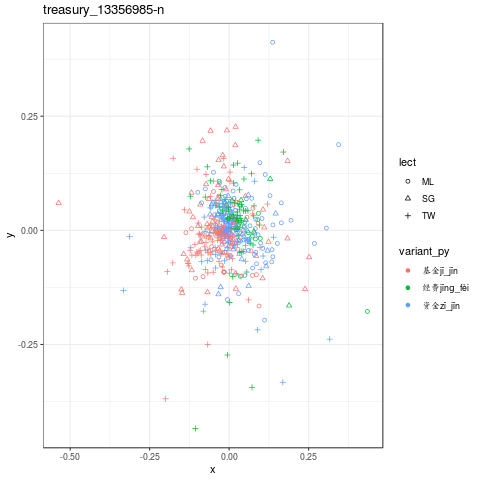 treasury_13356985-n
0.25
0.00
-0.25
-0.50
-0.25
0.00
0.25
x
y
lect
ML
SG
TW
variant_py
基金jī_jīn
经费jīng_fèi
资金zī_jīn